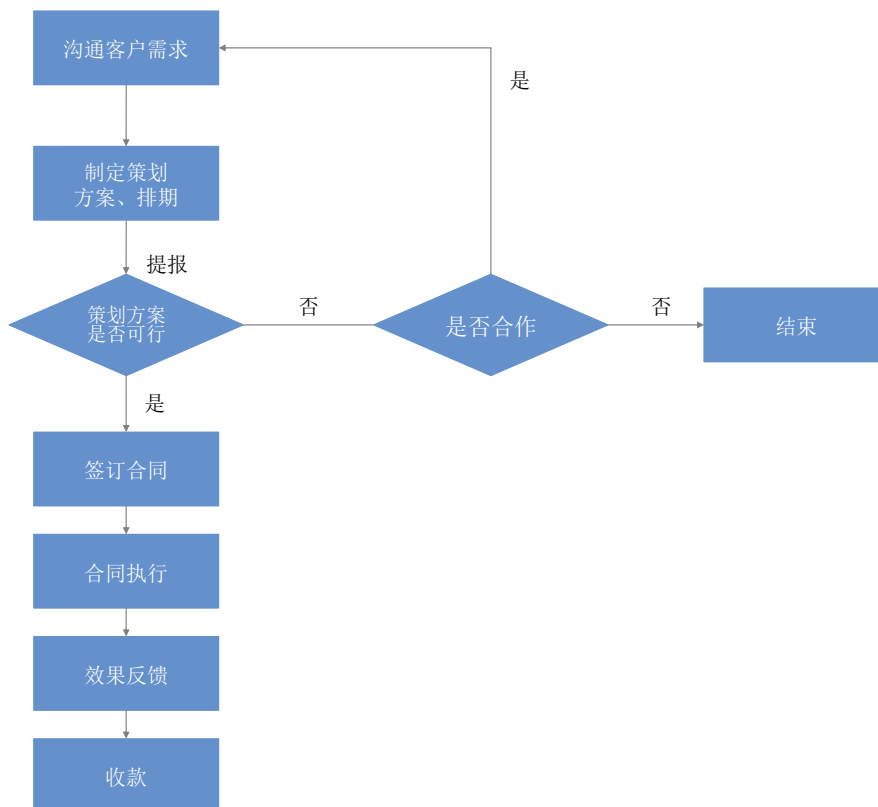 沟通客户需求
是
制定策划
方案、排期
提报
策划方案
是否可行
否
是否合作
否
结束
是
签订合同
合同执行
效果反馈
收款